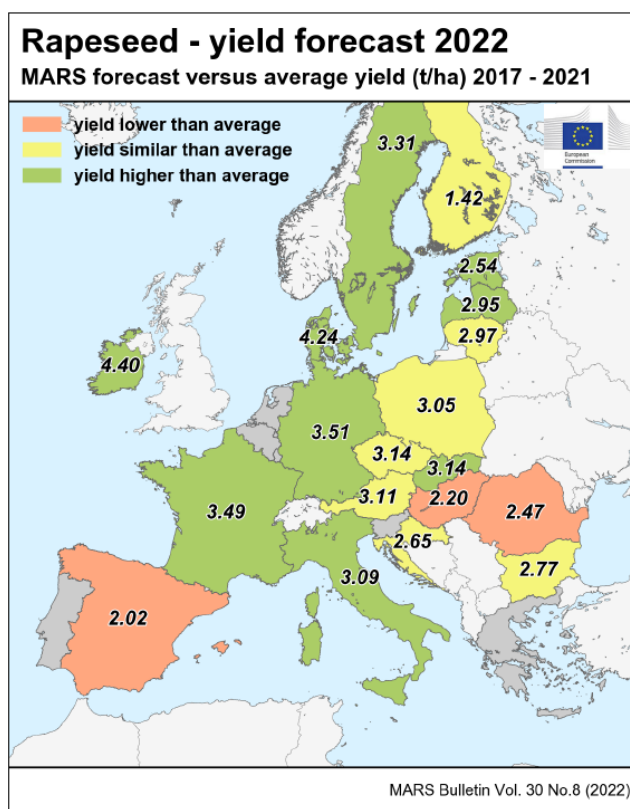 Rapeseed - yield forecast 2022
MARS forecast versus average yield (t/ha) 2017 - 2021
yield lower than average
yield similar than average
yield higher than average
European
Commission
3.31
1.42
2.54
2.95
2.97
4.24
4.40
3.05
3.51
3.14
3.14
3.11
2.20
2.47
3.49
2.65
2.77
3.09
2.02
MARS Bulletin Vol. 30 No.8 (2022)